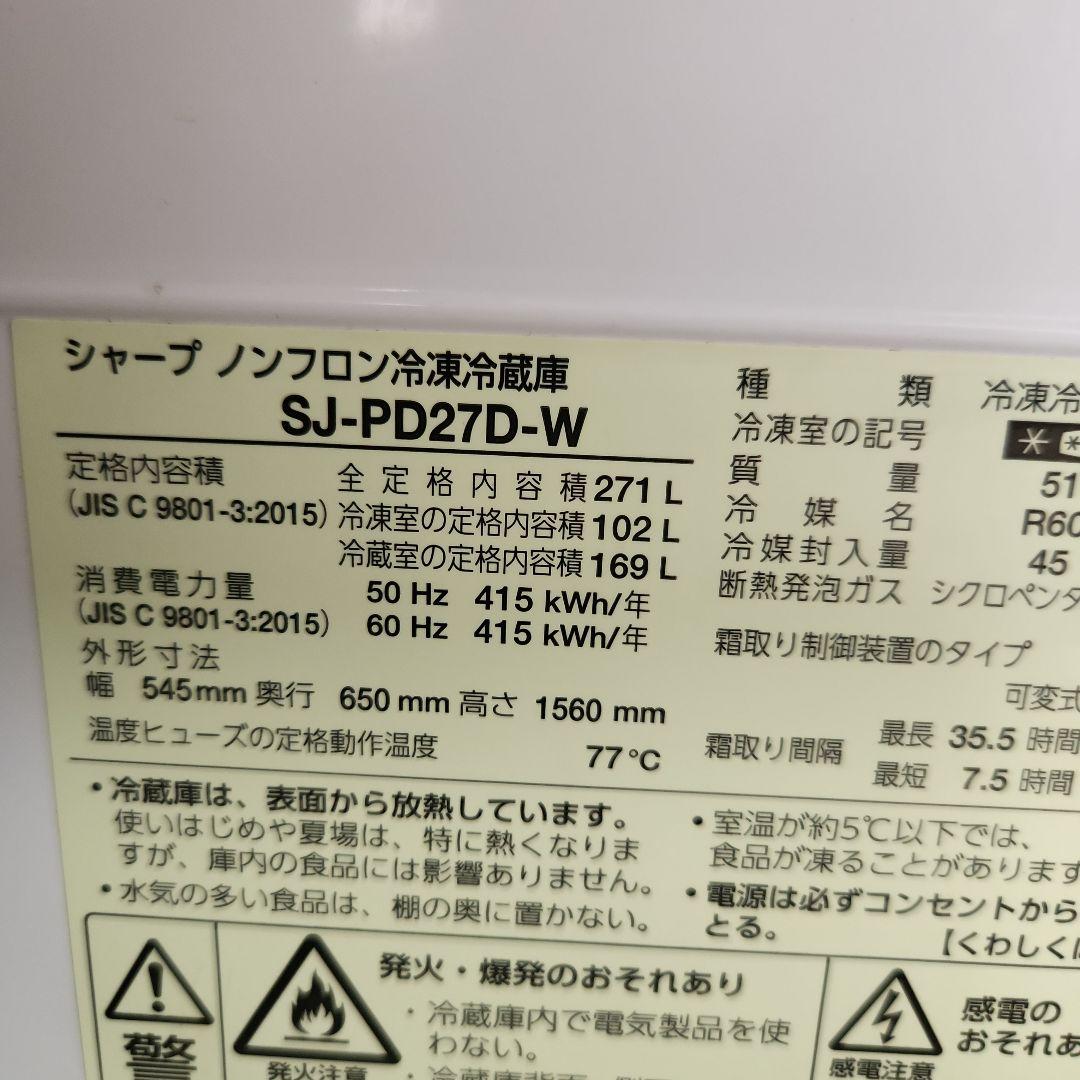 シャープ ノンフロン冷凍冷蔵庫
SJ-PD27D-W
定格内容積
(JIS C 9801-3:2015)
全定格内容積 271 L
冷凍室の定格内容積 102 L
冷蔵室の定格内容積 169 L
消費電力量
(JIS C 9801-3:2015)
50 Hz 415 kWh/年
60 Hz 415 kWh/年
外形寸法
幅 545mm 奥行 650 mm 高さ 1560 mm
温度ヒューズの定格動作温度 77℃
種類 冷凍冷
冷凍室の記号
質量 51
冷媒名 R60
冷媒封入量 45
断熱発泡ガス シクロペンタ
霜取り制御装置のタイプ
可変式
霜取り間隔 最長 35.5 時間
最短 7.5 時間
・冷蔵庫は、表面から放熱しています。
使いはじめや夏場は、特に熱くなりま
すが、庫内の食品には影響ありません。
・水気の多い食品は、棚の奥に置かない。
・室温が約5℃以下では、
食品が凍ることがあります
・電源は必ずコンセントから
とる。
【くわしくは
警
発火注意
発火・爆発のおそれあり
・冷蔵庫内で電気製品を使
わない。
感電注意
感電の
おそれあ